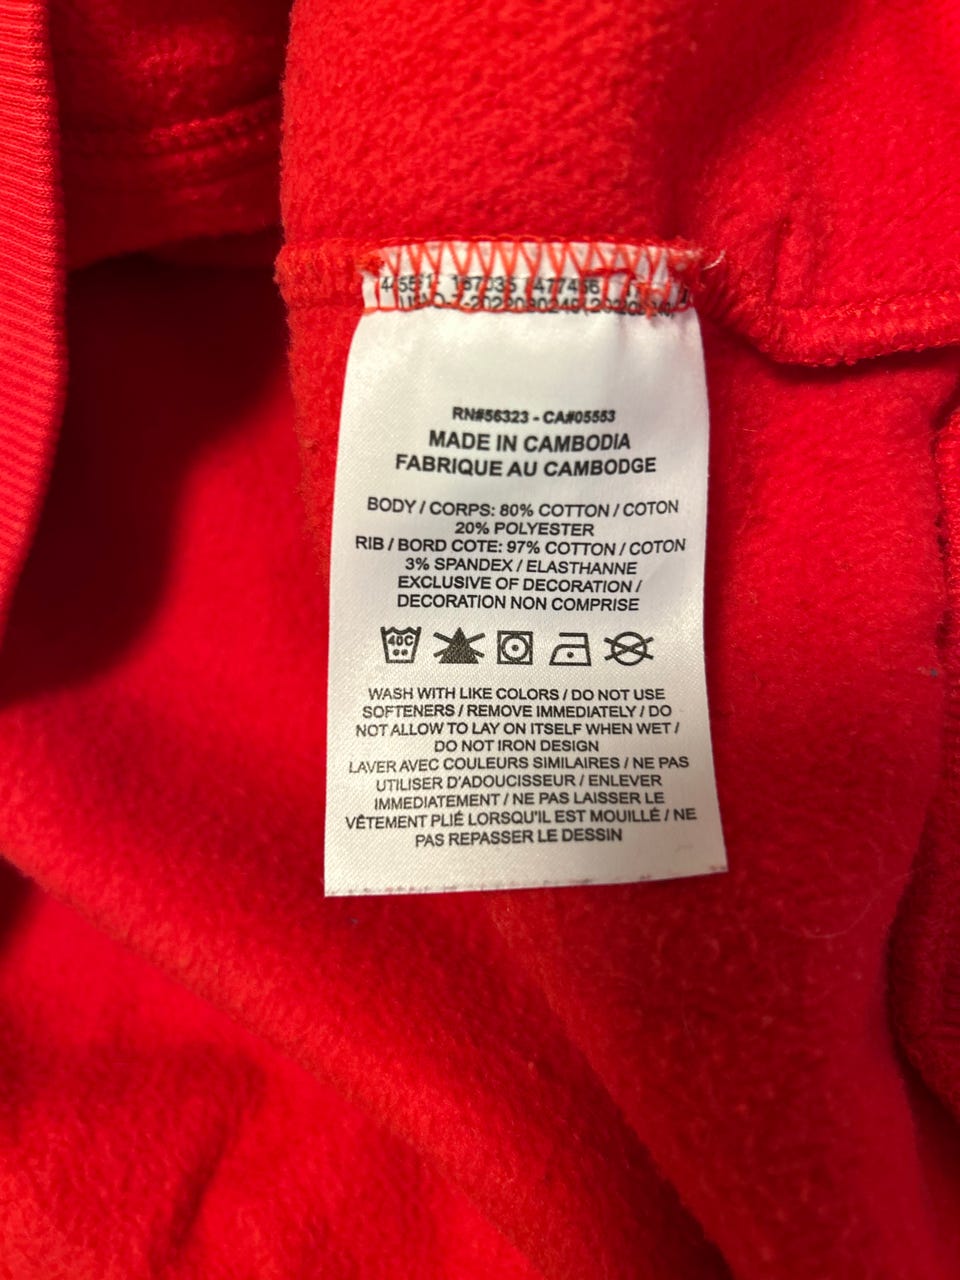 RN#56323 - CA#05553
MADE IN CAMBODIA
FABRIQUE AU CAMBODGE
BODY / CORPS: 80% COTTON / COTON
20% POLYESTER
RIB / BORD COTE: 97% COTTON / COTON
3% SPANDEX / ELASTHANNE
EXCLUSIVE OF DECORATION /
DECORATION NON COMPRISE
40C
WASH WITH LIKE COLORS / DO NOT USE
SOFTENERS / REMOVE IMMEDIATELY / DO
NOT ALLOW TO LAY ON ITSELF WHEN WET /
DO NOT IRON DESIGN
LAVER AVEC COULEURS SIMILAIRES / NE PAS
UTILISER D'ADOUCISSEUR / ENLEVER
IMMEDIATEMENT / NE PAS LAISSER LE
VÊTEMENT PLIÉ LORSQU'IL EST MOUILLÉ / NE
PAS REPASSER LE DESSIN